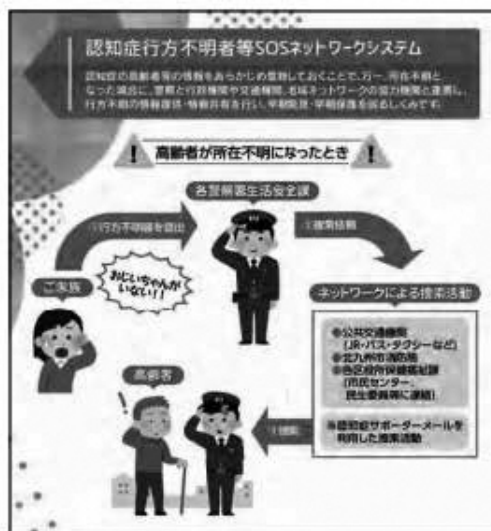 認知症行方不明者等SOSネットワークシステム
認知症の高齢者等の情報をあらかじめ登録しておくことで、万一、所在不明と
なった場合に、警察と行政機関や交通機関、地域ネットワークの協力機関と連携し、
行方不明の情報提供・情報共有を行い、早期発見・早期保護を図るしくみです。
高齢者が所在不明になったとき
各警察署生活安全課
①行方不明届を提出
②捜索依頼
おじいちゃんが
いない!!
ご家族
ネットワークによる捜索活動
●公共交通機関
(JR・バス・タクシーなど)
●北九州市消防局
●各区役所保健福祉課
(市民センター、
民生委員等に連絡)
※認知症サポーターメールを
利用した捜索活動
高齢者